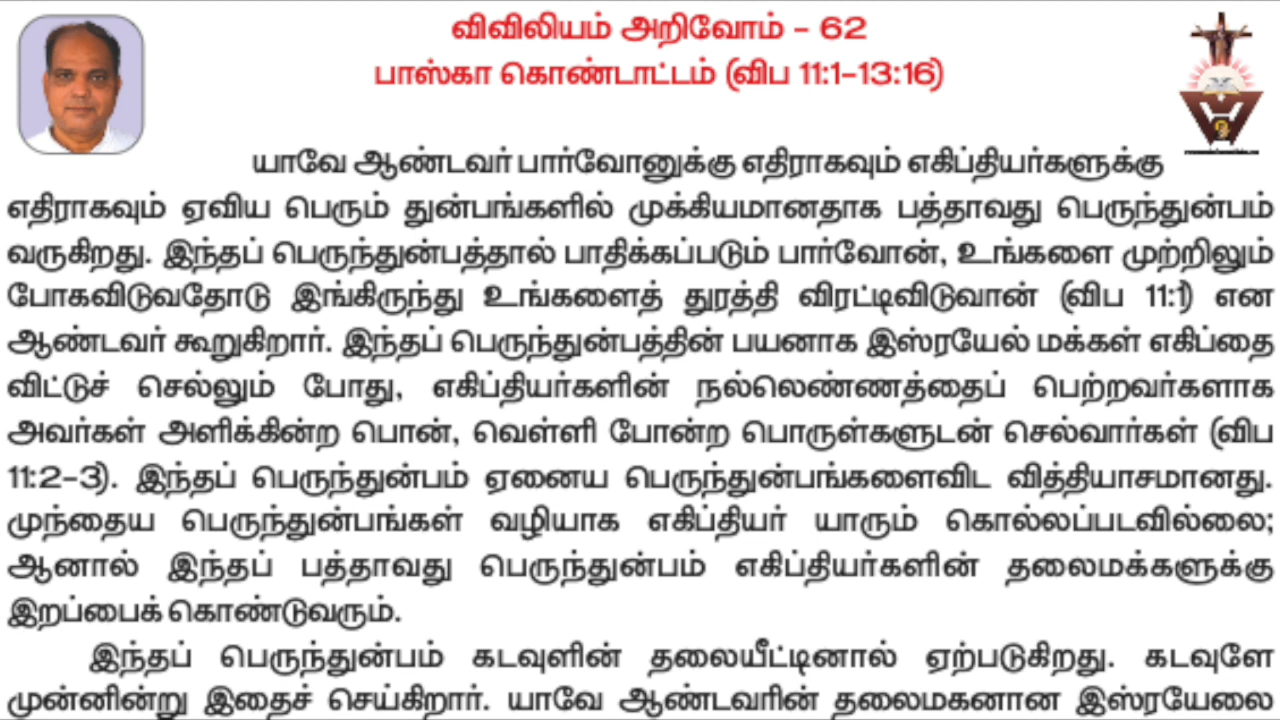 விவிலியம் அறிவோம் – 62
பாஸ்கா கொண்டாட்டம் (விப 11:1–13:16)
யாவே ஆண்டவர் பார்வோனுக்கு எதிராகவும் எகிப்தியர்களுக்கு
எதிராகவும் ஏவிய பெரும் துன்பங்களில் முக்கியமானதாக பத்தாவது பெருந்துன்பம்
வருகிறது. இந்தப் பெருந்துன்பத்தால் பாதிக்கப்படும் பார்வோன், உங்களை முற்றிலும்
போகவிடுவதோடு இங்கிருந்து உங்களைத் துரத்தி விரட்டிவிடுவான் (விப 11:1) என
ஆண்டவர் கூறுகிறார். இந்தப் பெருந்துன்பத்தின் பயனாக இஸ்ரயேல் மக்கள் எகிப்தை
விட்டுச் செல்லும் போது, எகிப்தியர்களின் நல்லெண்ணத்தைப் பெற்றவர்களாக
அவர்கள் அளிக்கின்ற பொன், வெள்ளி போன்ற பொருள்களுடன் செல்வார்கள் (விப
11:2–3). இந்தப் பெருந்துன்பம் ஏனைய பெருந்துன்பங்களைவிட வித்தியாசமானது.
முந்தைய பெருந்துன்பங்கள் வழியாக எகிப்தியர் யாரும் கொல்லப்படவில்லை;
ஆனால் இந்தப் பத்தாவது பெருந்துன்பம் எகிப்தியர்களின் தலைமக்களுக்கு
இறப்பைக் கொண்டுவரும்.
இந்தப் பெருந்துன்பம் கடவுளின் தலையீட்டினால் ஏற்படுகிறது. கடவுளே
முன்னின்று இதைச் செய்கிறார். யாவே ஆண்டவரின் தலைமகனான இஸ்ரயேலை